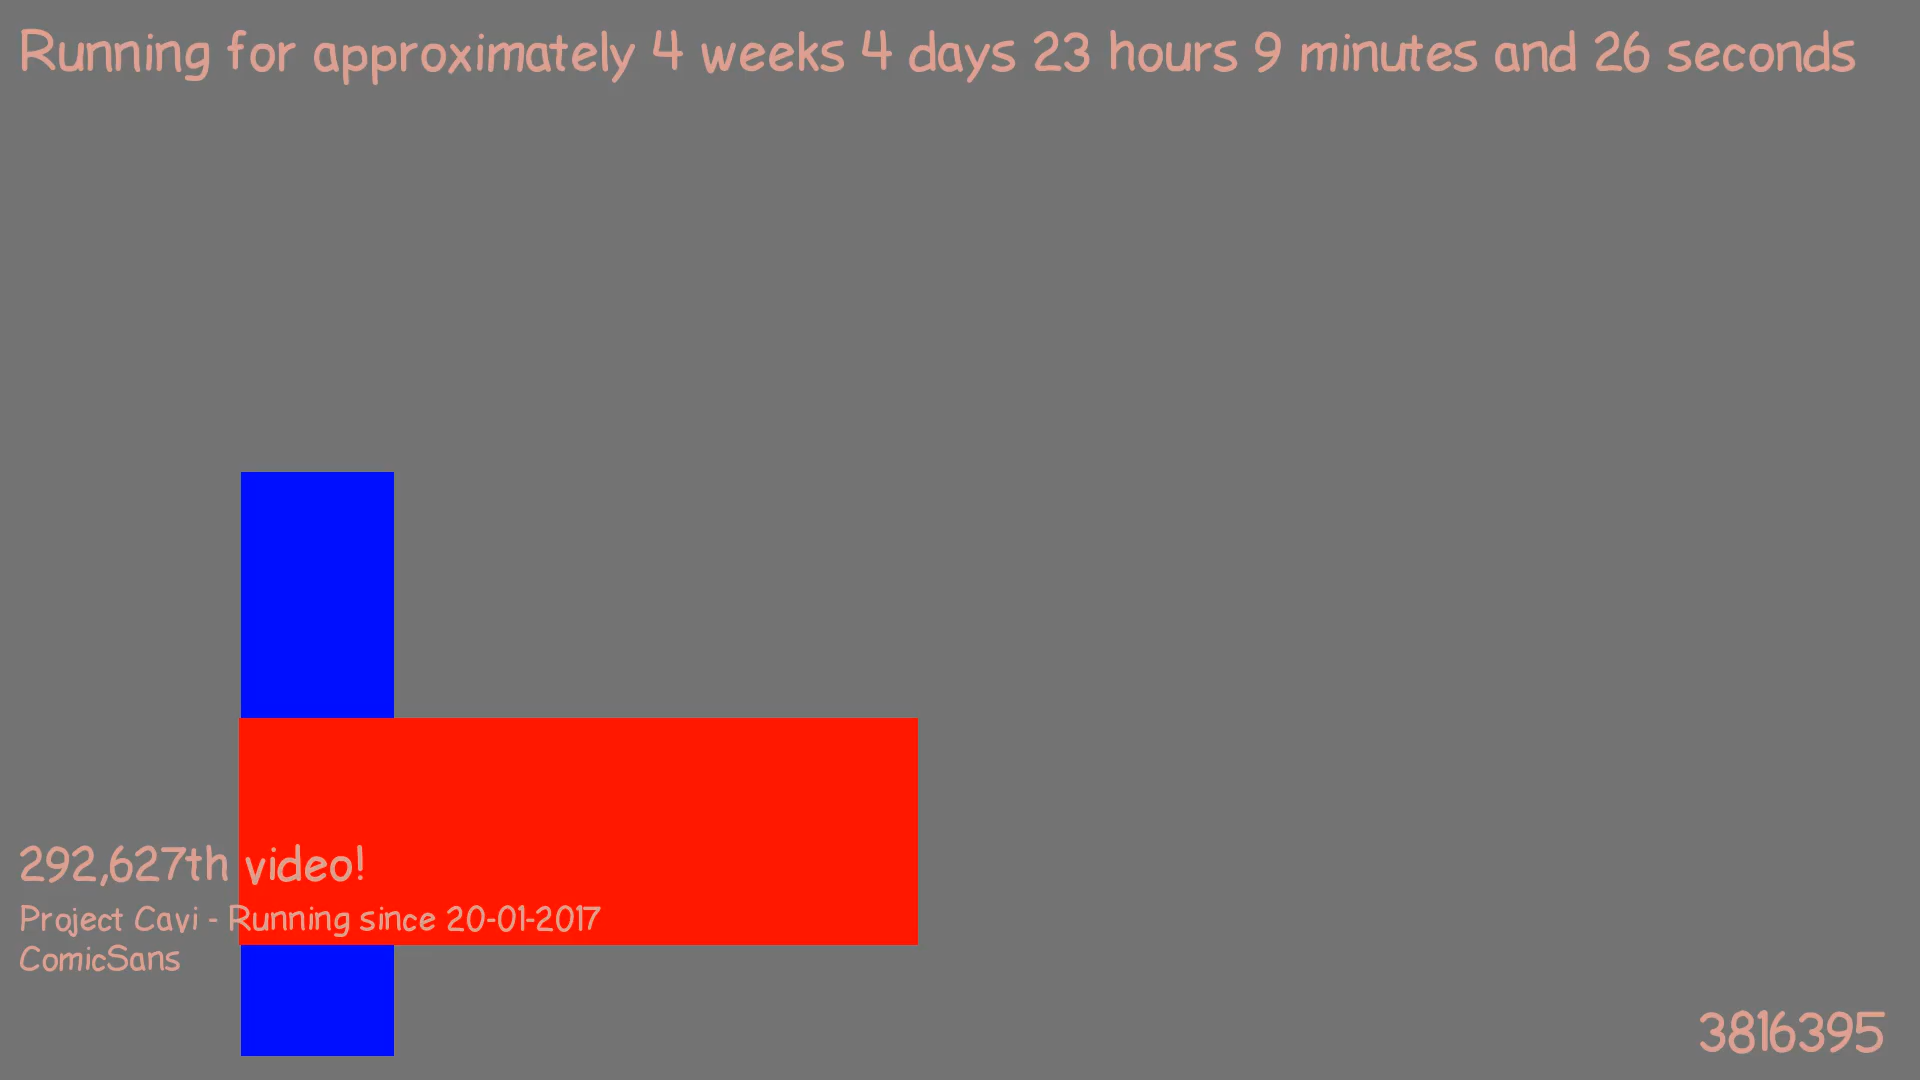 Running for approximately 4 weeks 4 days 23 hours 9 minutes and 26 seconds
292,627th video!
Project Cavi - Running since 20-01-2017
ComicSans
3816395